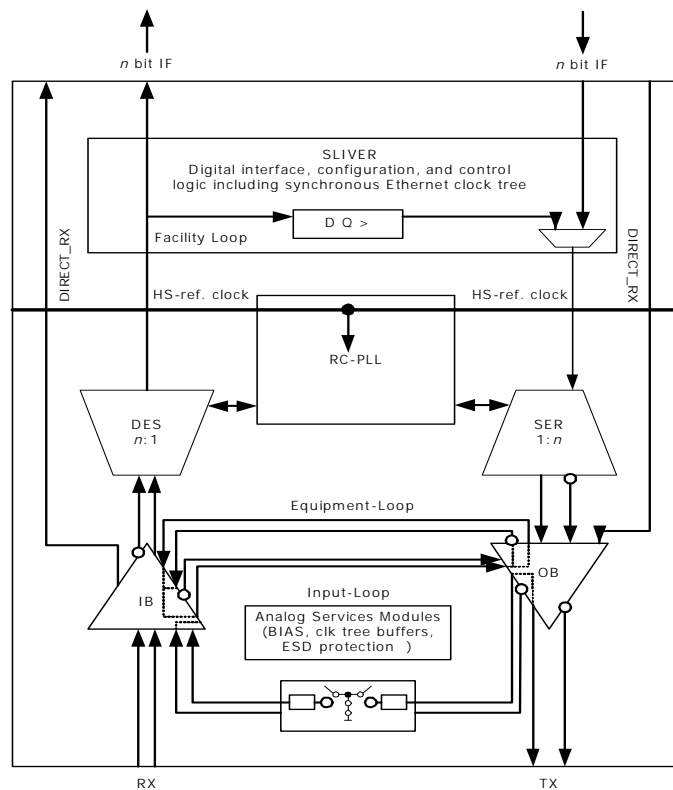 n bit IF
n bit IF
SLIVER
Digital interface, configuration, and control
logic including synchronous Ethernet clock tree
D Q >
Facility Loop
DIRECT_RX
DIRECT_RX
HS-ref. clock
HS-ref. clock
RC-PLL
DES
n:1
SER
1:n
Equipment-Loop
IB
OB
Input-Loop
Analog Services Modules
(BIAS, clk tree buffers,
ESD protection )
RX
TX